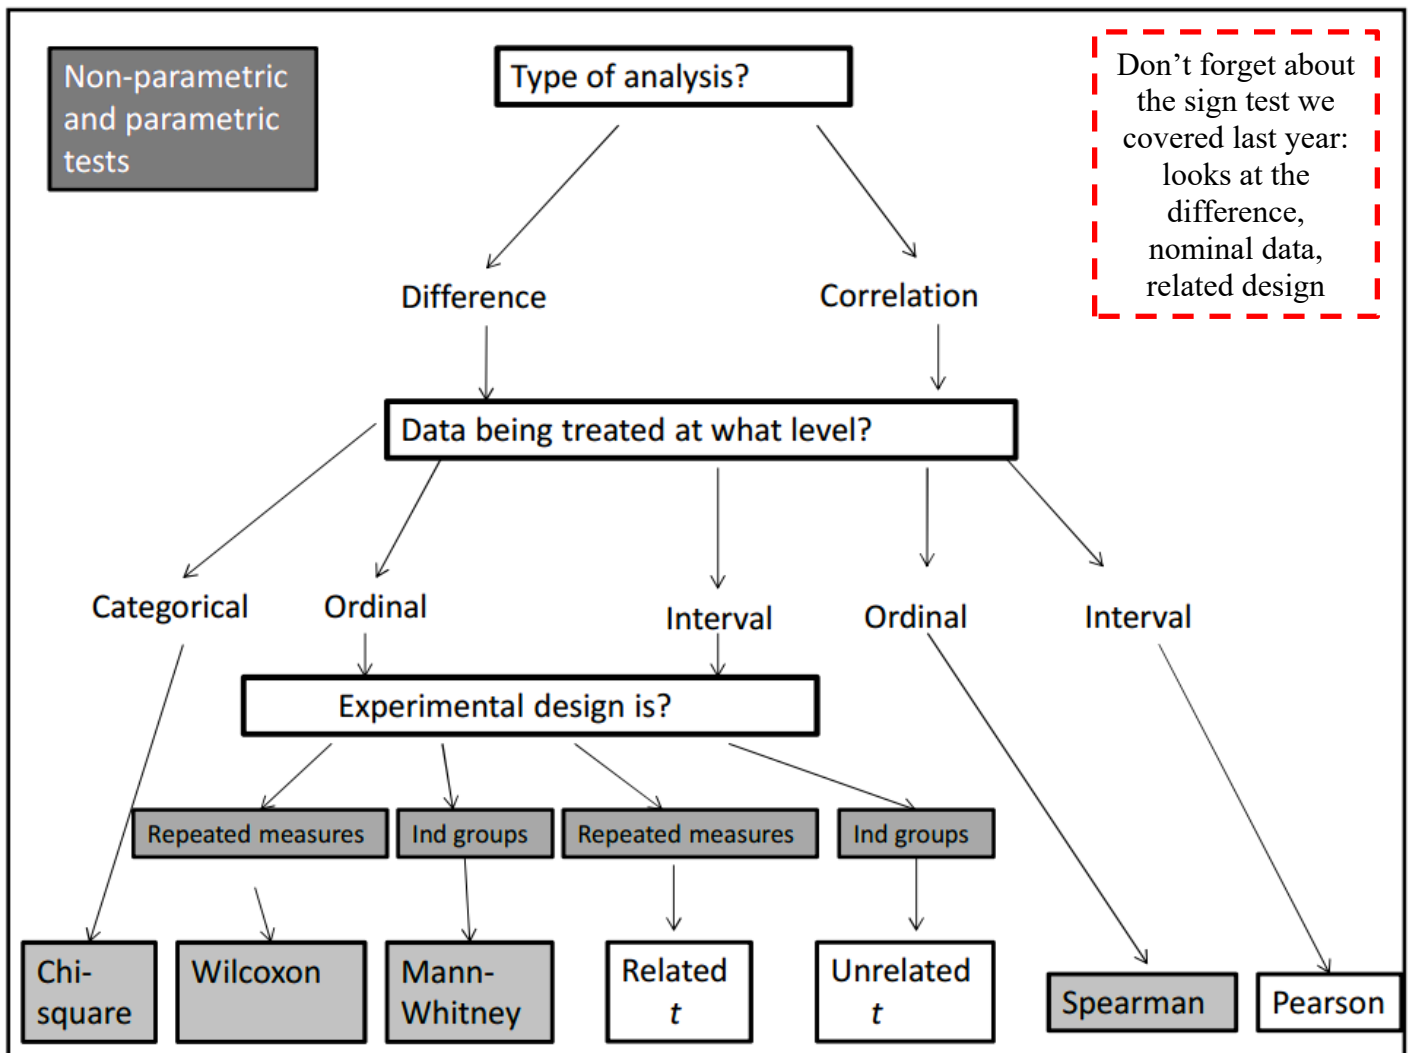 Non-parametric
and parametric
tests
Type of analysis?
Don’t forget about
the sign test we
covered last year:
looks at the
difference,
nominal data,
related design
Difference
Correlation
Data being treated at what level?
Categorical
Ordinal
Interval
Ordinal
Interval
Experimental design is?
Repeated measures
Ind groups
Repeated measures
Ind groups
Chi-
square
Wilcoxon
Mann-
Whitney
Related
t
Unrelated
t
Spearman
Pearson